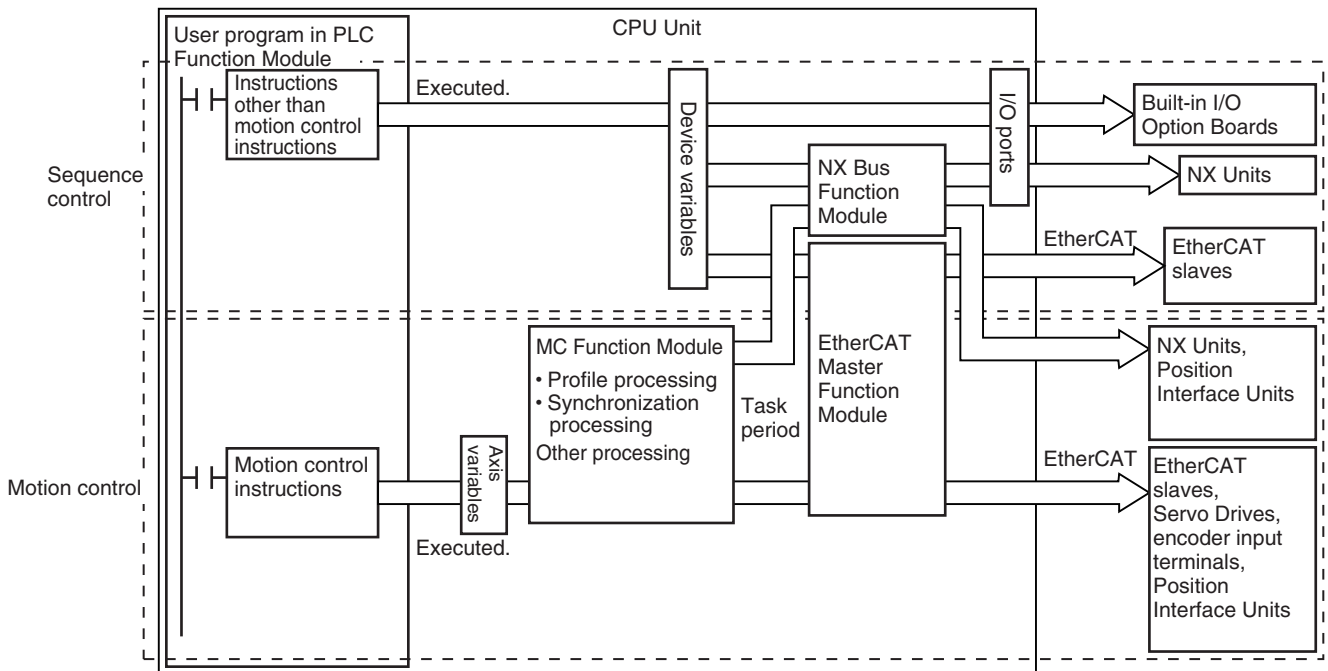 CPU Unit
User program in PLC
Function Module
Sequence
control
Instructions
other than
motion control
instructions
Executed.
Device variables
I/O ports
Built-in I/O
Option Boards
NX Bus
Function
Module
NX Units
EtherCAT
EtherCAT
slaves
Motion control
MC Function Module
• Profile processing
• Synchronization
processing
Other processing
Task
period
EtherCAT
Master
Function
Module
NX Units,
Position
Interface Units
Motion control
instructions
Axis
variables
Executed.
EtherCAT
EtherCAT
slaves,
Servo Drives,
encoder input
terminals,
Position
Interface Units